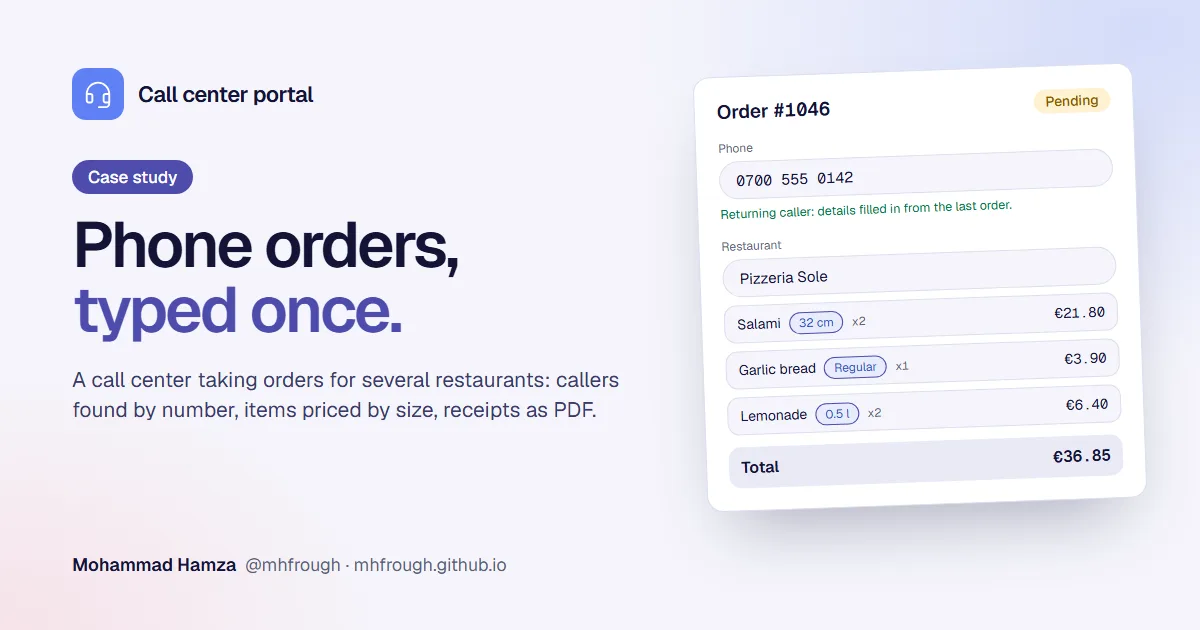 Call center portal
Case study
Phone orders,
typed once.
A call center taking orders for several restaurants: callers
found by number, items priced by size, receipts as PDF.
Mohammad Hamza @mhfrough · mhfrough.github.io
Order #1046
Pending
Phone
0700 555 0142
Returning caller: details filled in from the last order.
Restaurant
Pizzeria Sole
Salami 32 cm x2 €21.80
Garlic bread Regular x1 €3.90
Lemonade 0.5 l x2 €6.40
Total €36.85